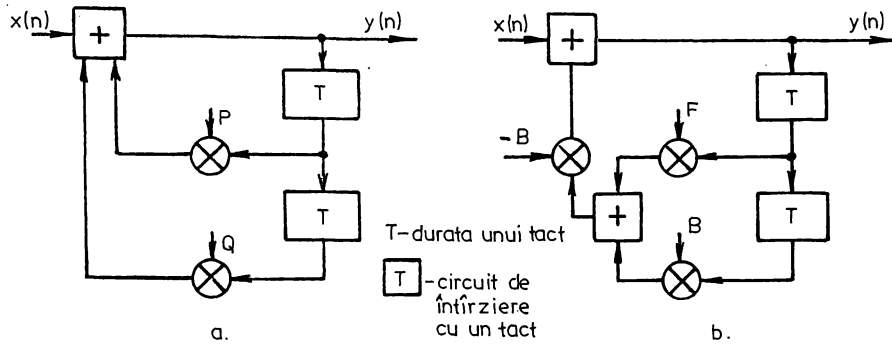 x(n)
+
y(n)
T
P
T
Q
a.
x(n)
+
y(n)
T
F
-B
T
+
B
b.
T-durata unui tact
T -circuit de
întîrziere
cu un tact